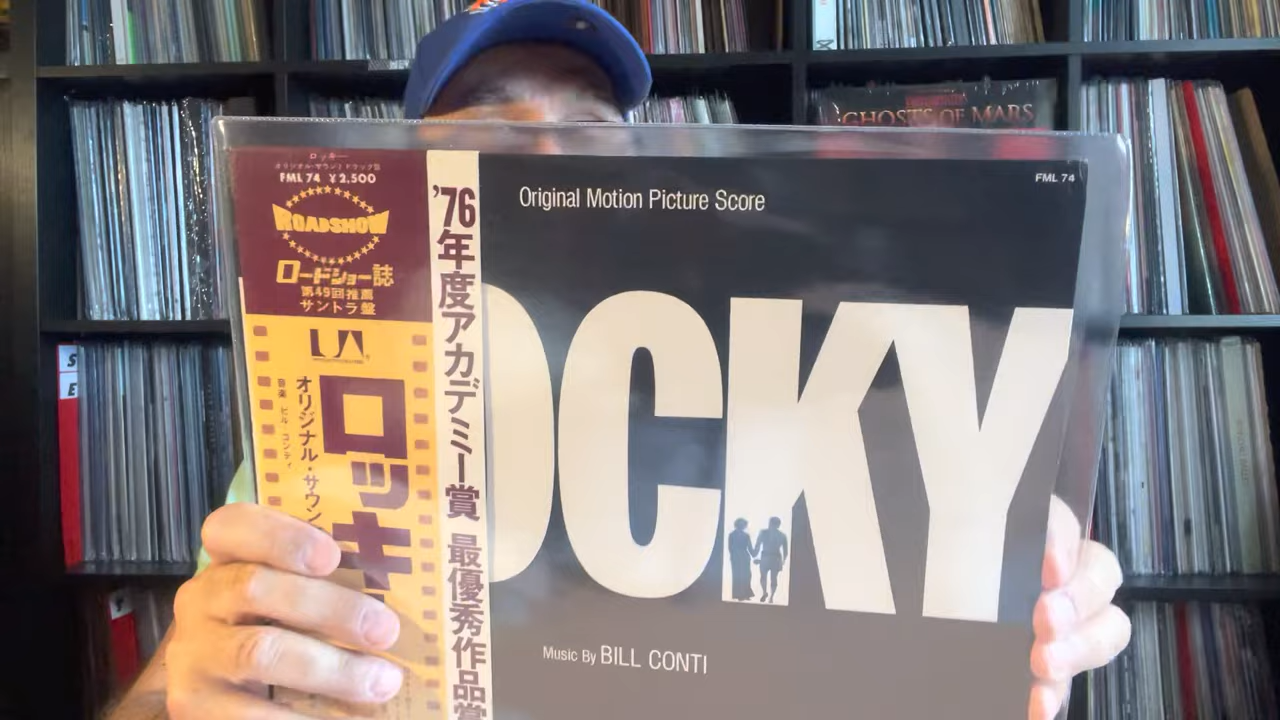 GHOSTS OF MARS
ロッキー
オリジナル・サウンドトラック盤
FML 74 ¥2,500
ROADSHOW
ロードショー誌
第49回推薦
サントラ盤
UA
ロッキー
オリジナル・サウン
音楽 ビル・コンティ
'76年度アカデミー賞 最優秀作品賞
Original Motion Picture Score
FML 74
OCKY
Music By BILL CONTI
S
E